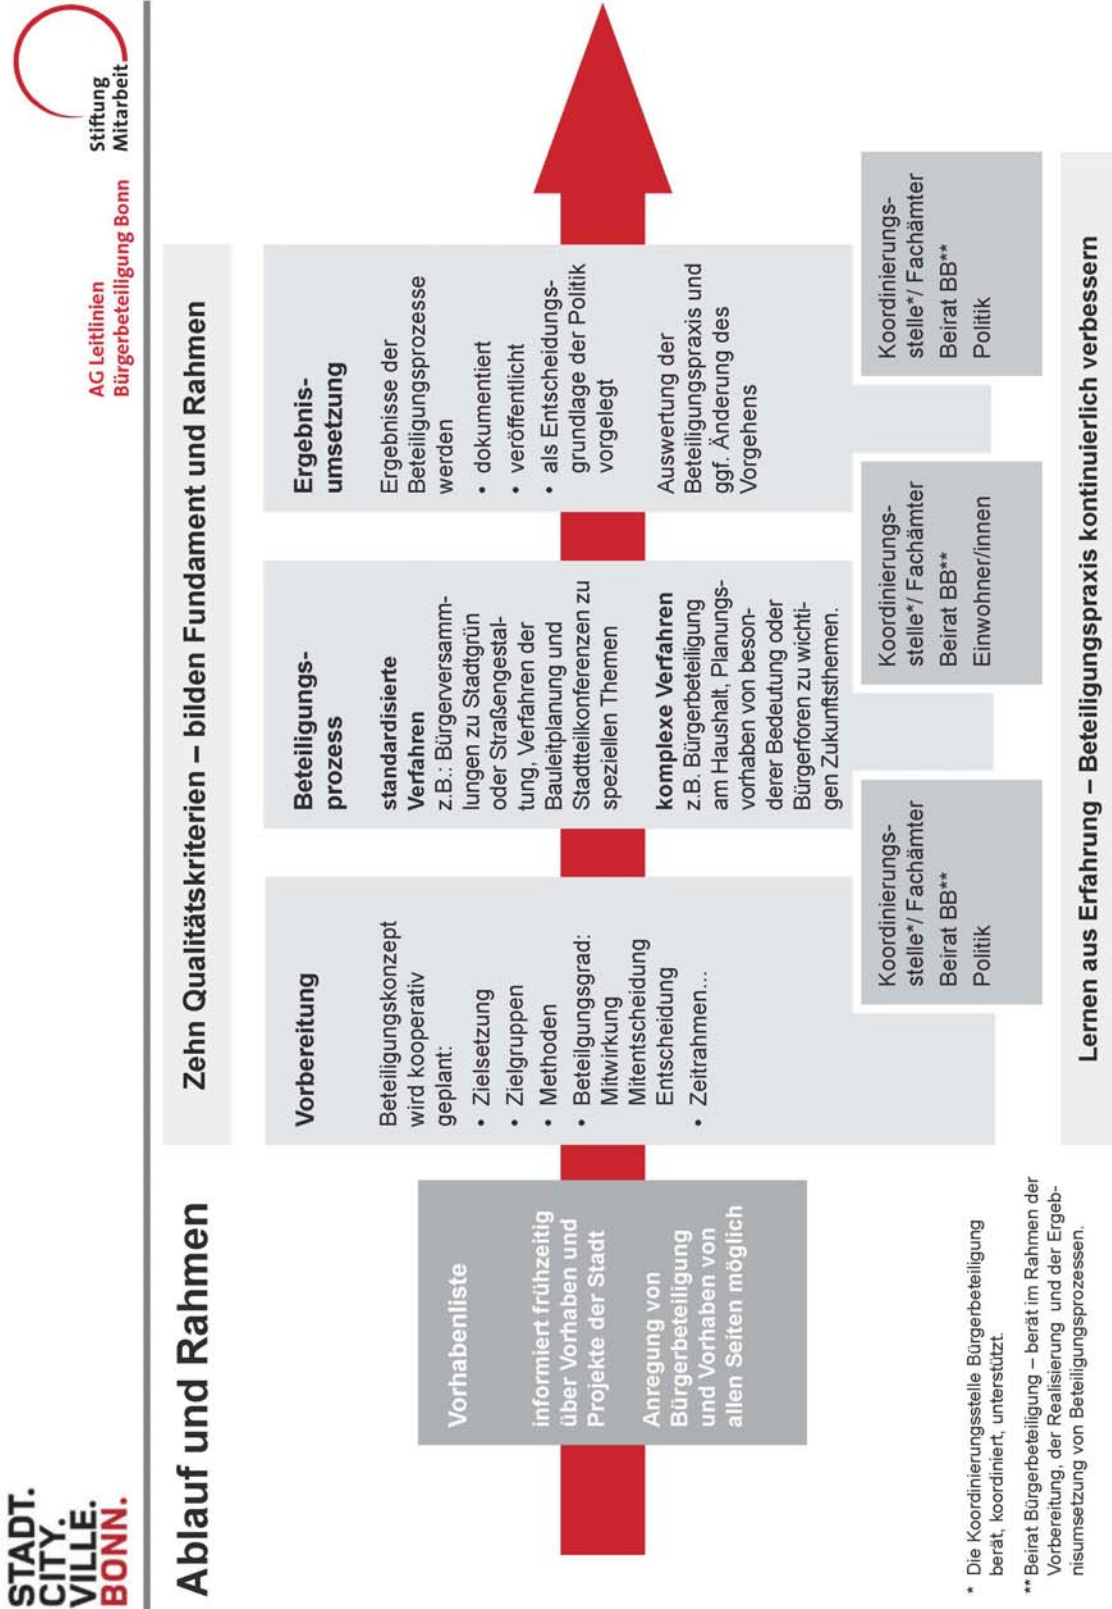 STADT.
CITY.
VILLE.
BONN.
AG Leitlinien
Bürgerbeteiligung Bonn
Stiftung
Mitarbeit
Ablauf und Rahmen
Zehn Qualitätskriterien – bilden Fundament und Rahmen
Vorhabenliste
informiert frühzeitig
über Vorhaben und
Projekte der Stadt
Anregung von
Bürgerbeteiligung
und Vorhaben von
allen Seiten möglich
Vorbereitung
Beteiligungskonzept
wird kooperativ
geplant:
• Zielsetzung
• Zielgruppen
• Methoden
• Beteilgungsgrad:
Mitwirkung
Mitentscheidung
Entscheidung
• Zeitrahmen...
Koordinierungs-
stelle*/ Fachämter
Beirat BB**
Politik
Beteiligungs-
prozess
standardisierte
Verfahren
z.B.: Bürgerversamm-
lungen zu Stadtgrün
oder Straßengestal-
tung, Verfahren der
Bauleitplanung und
Stadtteilkonferenzen zu
speziellen Themen
komplexe Verfahren
z.B. Bürgerbeteiligung
am Haushalt, Planungs-
vorhaben von beson-
derer Bedeutung oder
Bürgerforen zu wichti-
gen Zukunftsthemen.
Koordinierungs-
stelle*/ Fachämter
Beirat BB**
Einwohner/innen
Ergebnis-
umsetzung
Ergebnisse der
Beteiligungsprozesse
werden
• dokumentiert
• veröffentlicht
• als Entscheidungs-
grundlage der Politik
vorgelegt
Auswertung der
Beteiligungspraxis und
ggf. Änderung des
Vorgehens
Koordinierungs-
stelle*/ Fachämter
Beirat BB**
Politik
Lernen aus Erfahrung – Beteiligungspraxis kontinuierlich verbessern
* Die Koordinierungsstelle Bürgerbeteiligung
berät, koordiniert, unterstützt.
** Beirat Bürgerbeteiligung – berät im Rahmen der
Vorbereitung, der Realisierung und der Ergeb-
nisumsetzung von Beteiligungsprozessen.